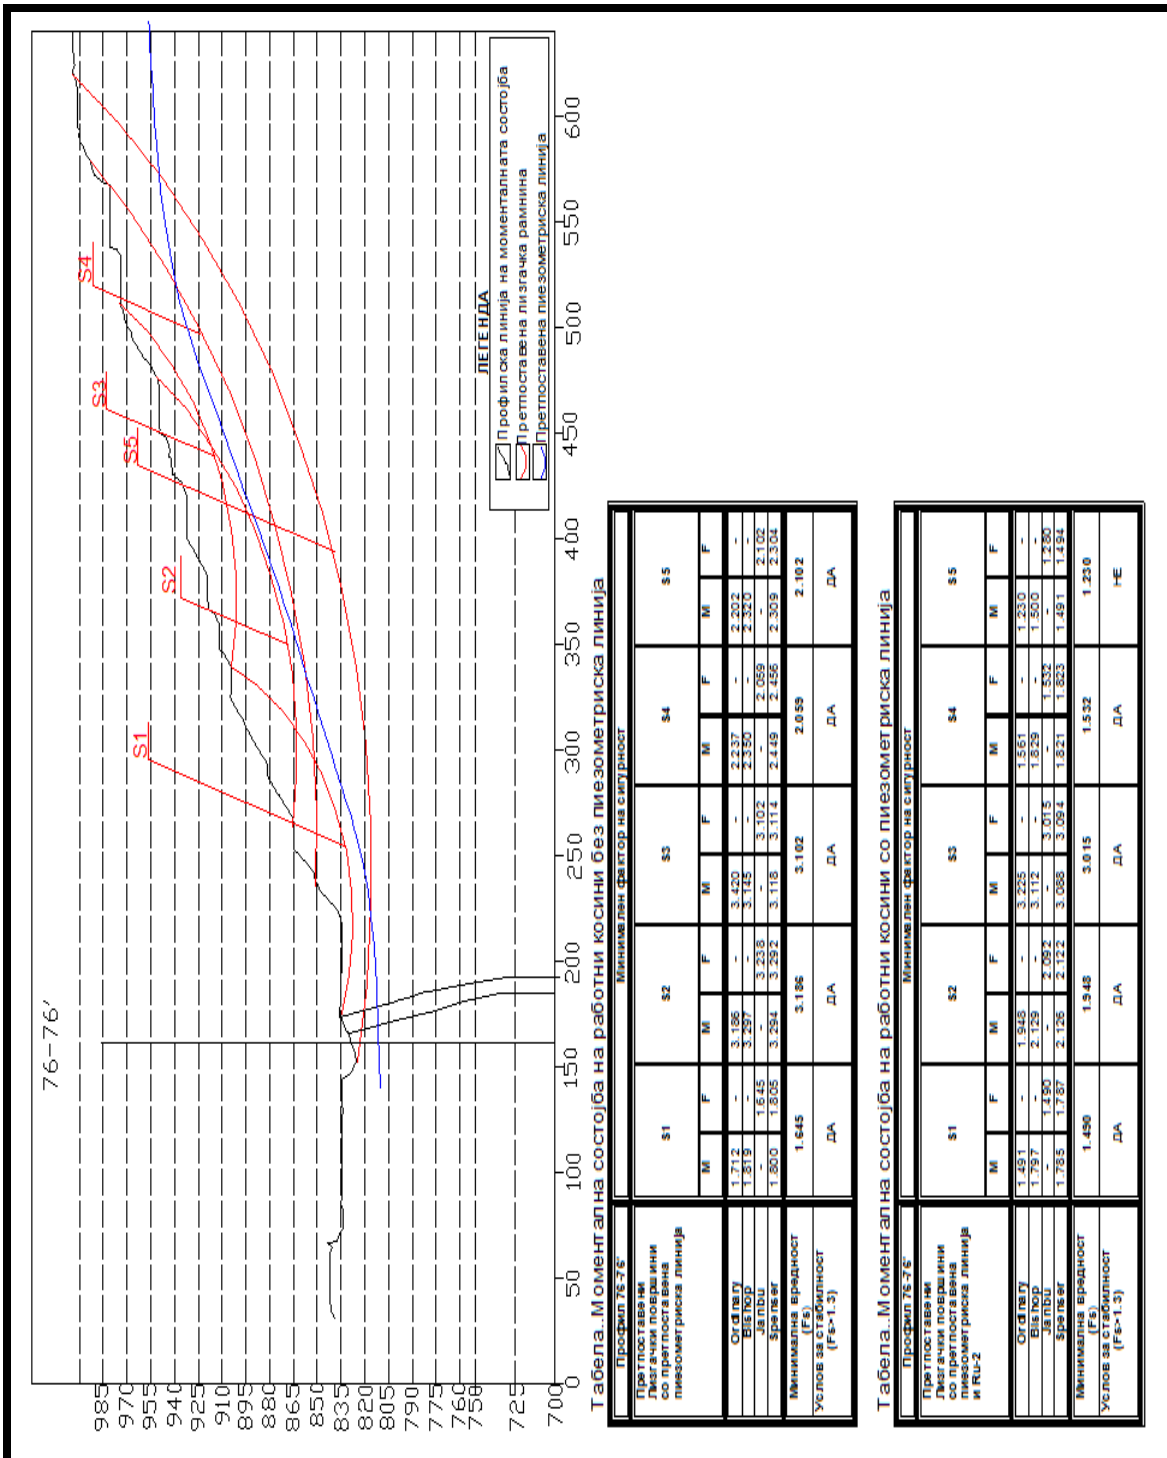 76-76'
S1
S2
S5
S3
S4
985
970
955
940
925
910
895
880
865
850
835
820
805
790
775
760
750
725
700
0
50
100
150
200
250
300
350
400
450
500
550
600
ЛЕГЕНДА
Профилска линија на моменталната состојба
Претпоставена лизгачка рамнина
Претпоставена пиезометриска линија
Табела..Моментална состојба на работни косини без пиезометриска линија
Профил 76-76' Минимален фактор на сигурност
Претпоставени
Лизгачки површини
со претпоставена
пиезометриска линија
S1 S2 S3 S4 S5
M F M F M F M F M F
Ordinary 1.712 - 3.186 - 3.420 - 2.237 - 2.202 -
Bishop 1.819 - 3.297 - 3.145 - 2.350 - 2.320 -
Janbu - 1.645 - 3.238 - 3.102 - 2.059 - 2.102
Spenser 1.800 1.805 3.294 3.292 3.118 3.114 2.449 2.456 2.309 2.304
Минимална вредност
(Fs)
1.645 3.186 3.102 2.059 2.102
Услов за стабилност
(Fs>1.3)
ДА ДА ДА ДА ДА
Табела..Моментална состојба на работни косини со пиезометриска линија
Профил 76-76' Минимален фактор на сигурност
Претпоставени
Лизгачки површини
со претпоставена
пиезометриска линија
и Ru-2
S1 S2 S3 S4 S5
M F M F M F M F M F
Ordinary 1.491 - 1.948 - 3.225 - 1.561 - 1.230 -
Bishop 1.797 - 2.129 - 3.112 - 1.829 - 1.500 -
Janbu - 1.490 - 2.092 - 3.015 - 1.532 - 1.280
Spenser 1.785 1.787 2.126 2.122 3.088 3.094 1.821 1.823 1.491 1.494
Минимална вредност
(Fs)
1.490 1.948 3.015 1.532 1.230
Услов за стабилност
(Fs>1.3)
ДА ДА ДА ДА НЕ